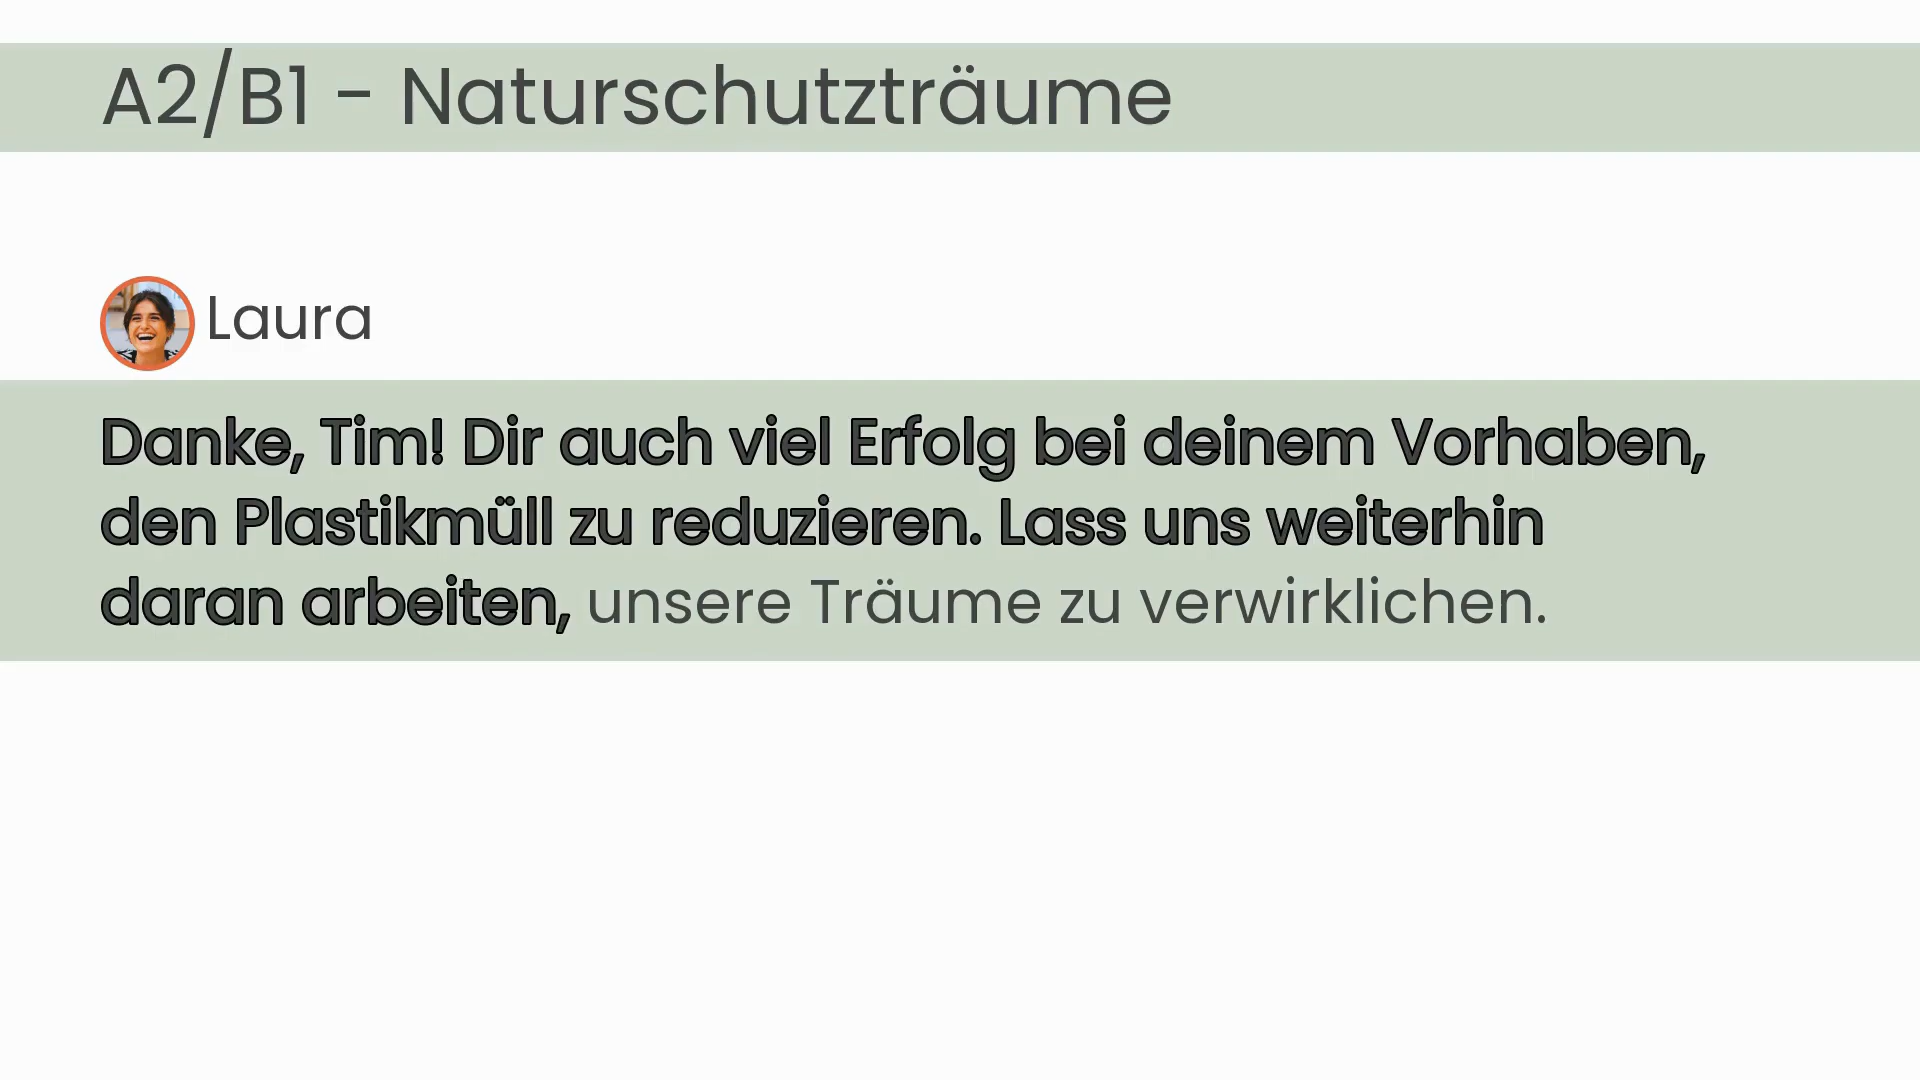 A2/B1 - Naturschutzträume
Laura
Danke, Tim! Dir auch viel Erfolg bei deinem Vorhaben,
den Plastikmüll zu reduzieren. Lass uns weiterhin
daran arbeiten, unsere Träume zu verwirklichen.